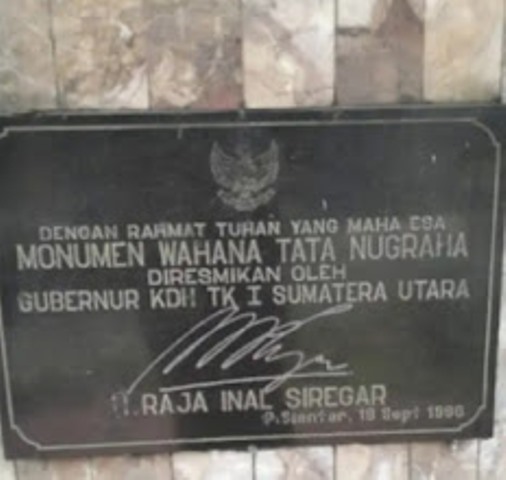 DENGAN RAHMAT TUHAN YANG MAHA ESA
MONUMEN WAHANA TATA NUGRAHA
DIRESMIKAN OLEH
GUBERNUR KDH TK I SUMATERA UTARA
H. RAJA INAL SIREGAR
P. Siantar, 19 Sept 1996